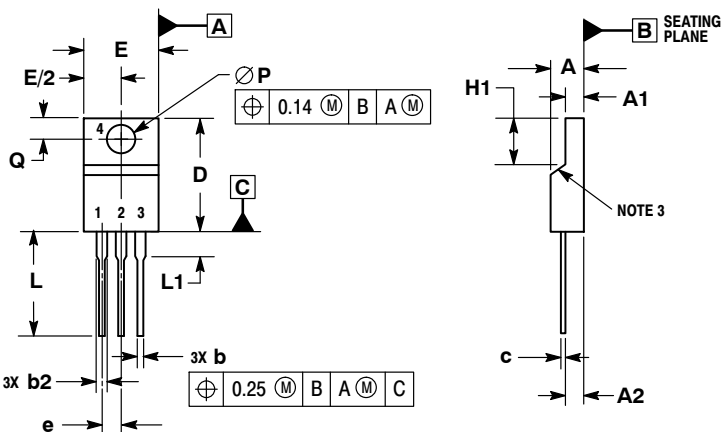 E
A
E/2
Ø P
⌖ 0.14 Ⓜ B A Ⓜ
4
Q
D
C
1 2 3
L
L1
3X b
3X b2
⌖ 0.25 Ⓜ B A Ⓜ C
e
B SEATING
PLANE
A
H1
A1
NOTE 3
c
A2